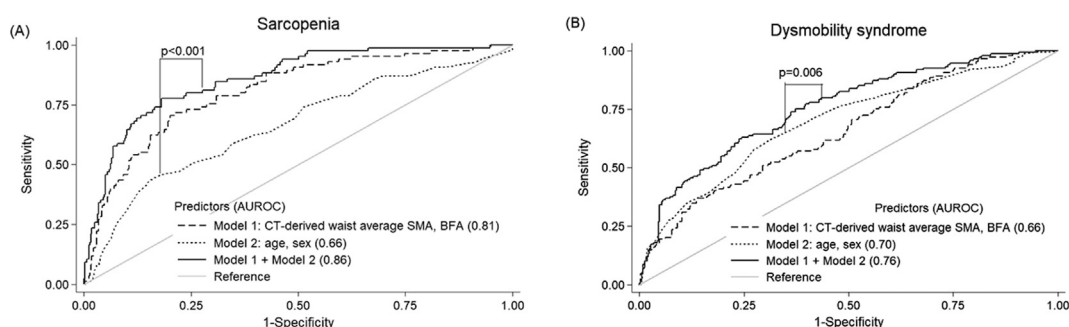 (A)
Sarcopenia
p<0.001
1.00
0.75
0.50
0.25
0.00
Sensitivity
Predictors (AUROC)
Model 1: CT-derived waist average SMA, BFA (0.81)
Model 2: age, sex (0.66)
Model 1 + Model 2 (0.86)
Reference
0.00 0.25 0.50 0.75 1.00
1-Specificity
(B)
Dysmobility syndrome
p=0.006
1.00
0.75
0.50
0.25
0.00
Sensitivity
Predictors (AUROC)
Model 1: CT-derived waist average SMA, BFA (0.66)
Model 2: age, sex (0.70)
Model 1 + Model 2 (0.76)
Reference
0.00 0.25 0.50 0.75 1.00
1-Specificity